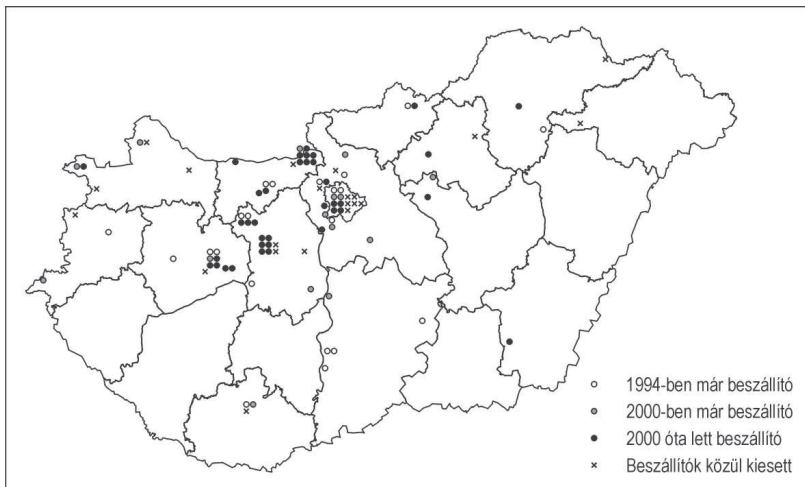 1994-ben már beszállító
2000-ben már beszállító
2000 óta lett beszállító
Beszállítók közül kiesett